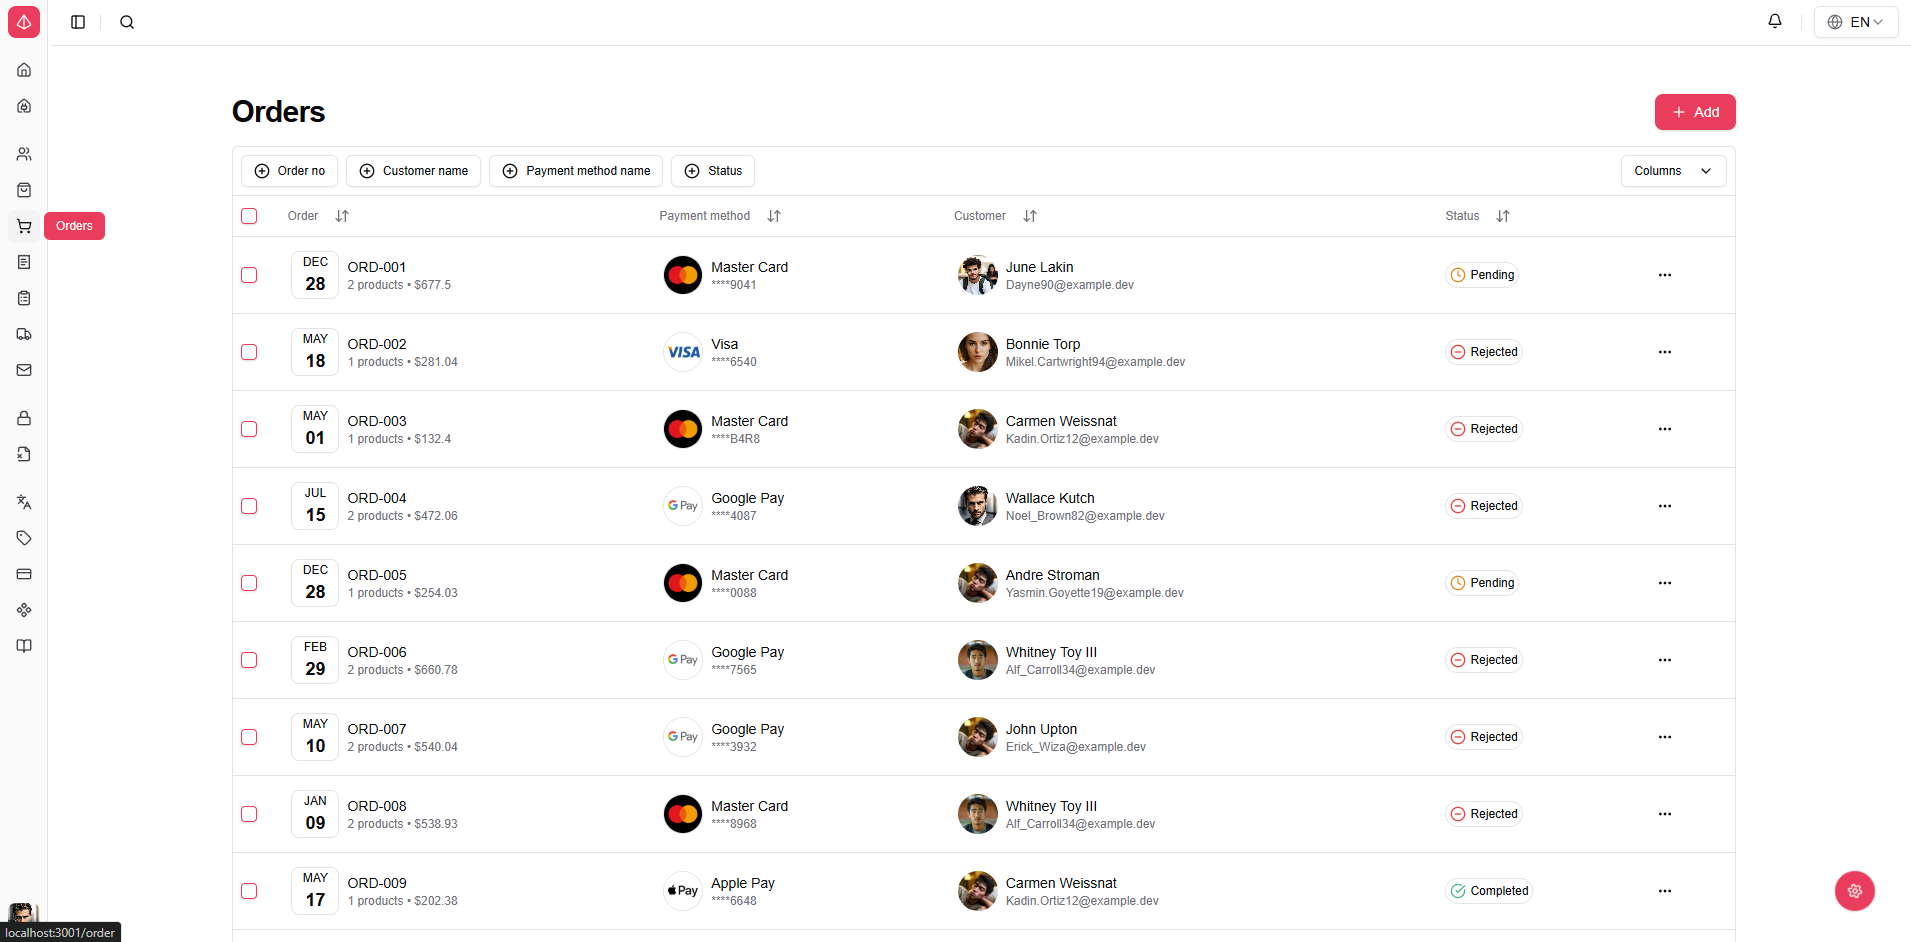 EN
Orders
Add
Order no
Customer name
Payment method name
Status
Columns
Order
Payment method
Customer
Status
Orders
DEC
28
ORD-001
2 products • $677.5
Master Card
****9041
June Lakin
Dayne90@example.dev
Pending
MAY
18
ORD-002
1 products • $281.04
VISA
Visa
****6540
Bonnie Torp
Mikel.Cartwright94@example.dev
Rejected
MAY
01
ORD-003
1 products • $132.4
Master Card
****B4R8
Carmen Weissnat
Kadin.Ortiz12@example.dev
Rejected
JUL
15
ORD-004
2 products • $472.06
G Pay
Google Pay
****4087
Wallace Kutch
Noel_Brown82@example.dev
Rejected
DEC
28
ORD-005
1 products • $254.03
Master Card
****0088
Andre Stroman
Yasmin.Goyette19@example.dev
Pending
FEB
29
ORD-006
2 products • $660.78
G Pay
Google Pay
****7565
Whitney Toy III
Alf_Carroll34@example.dev
Rejected
MAY
10
ORD-007
2 products • $540.04
G Pay
Google Pay
****3932
John Upton
Erick_Wiza@example.dev
Rejected
JAN
09
ORD-008
2 products • $538.93
Master Card
****8968
Whitney Toy III
Alf_Carroll34@example.dev
Rejected
MAY
17
ORD-009
1 products • $202.38
Pay
Apple Pay
****6648
Carmen Weissnat
Kadin.Ortiz12@example.dev
Completed
localhost:3001/order